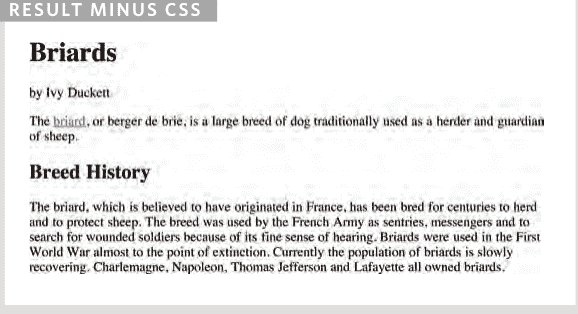 RESULT MINUS CSS
Briards
by Ivy Duckett
The briard, or berger de brie, is a large breed of dog traditionally used as a herder and guardian
of sheep.
Breed History
The briard, which is believed to have originated in France, has been bred for centuries to herd
and to protect sheep. The breed was used by the French Army as sentries, messengers and to
search for wounded soldiers because of its fine sense of hearing. Briards were used in the First
World War almost to the point of extinction. Currently the population of briards is slowly
recovering. Charlemagne, Napoleon, Thomas Jefferson and Lafayette all owned briards.